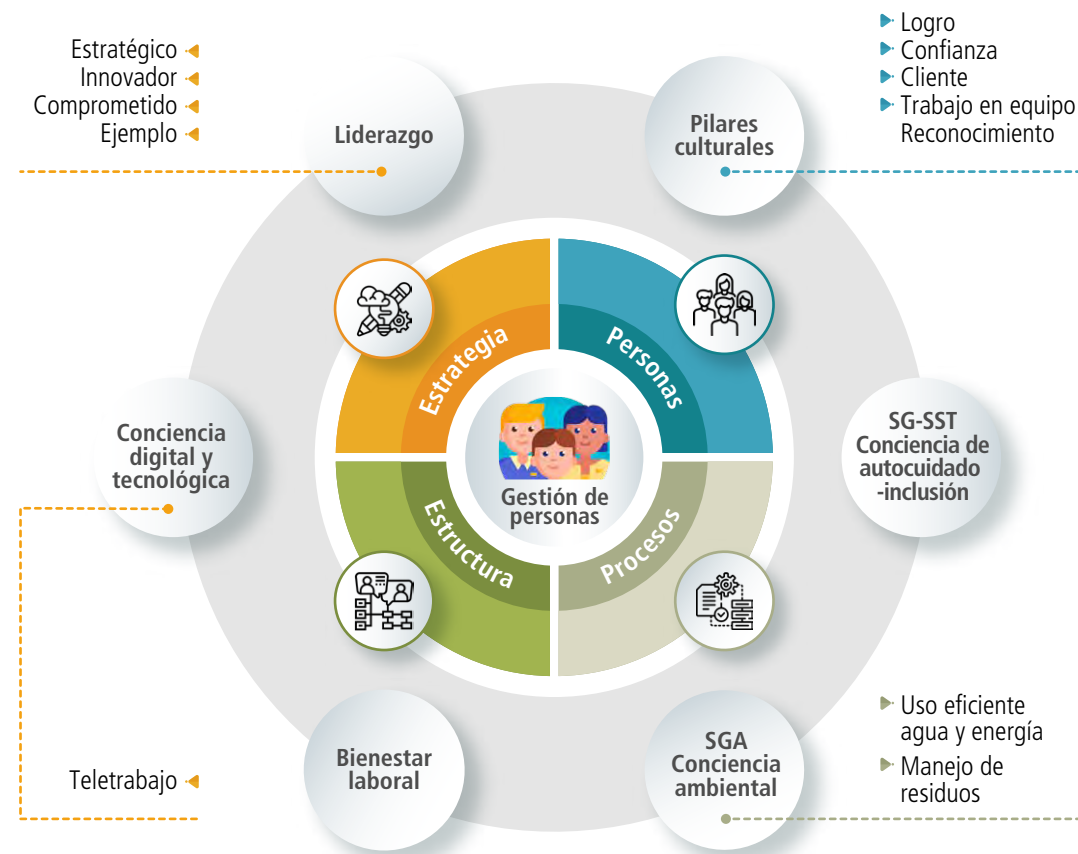 Estratégico
Innovador
Comprometido
Ejemplo
Liderazgo
Pilares
culturales
Logro
Confianza
Cliente
Trabajo en equipo
Reconocimiento
Estrategia
Personas
Conciencia
digital y
tecnológica
Gestión de
personas
SG-SST
Conciencia de
autocuidado
-inclusión
Estructura
Procesos
Teletrabajo
Bienestar
laboral
SGA
Conciencia
ambiental
Uso eficiente
agua y energía
Manejo de
residuos